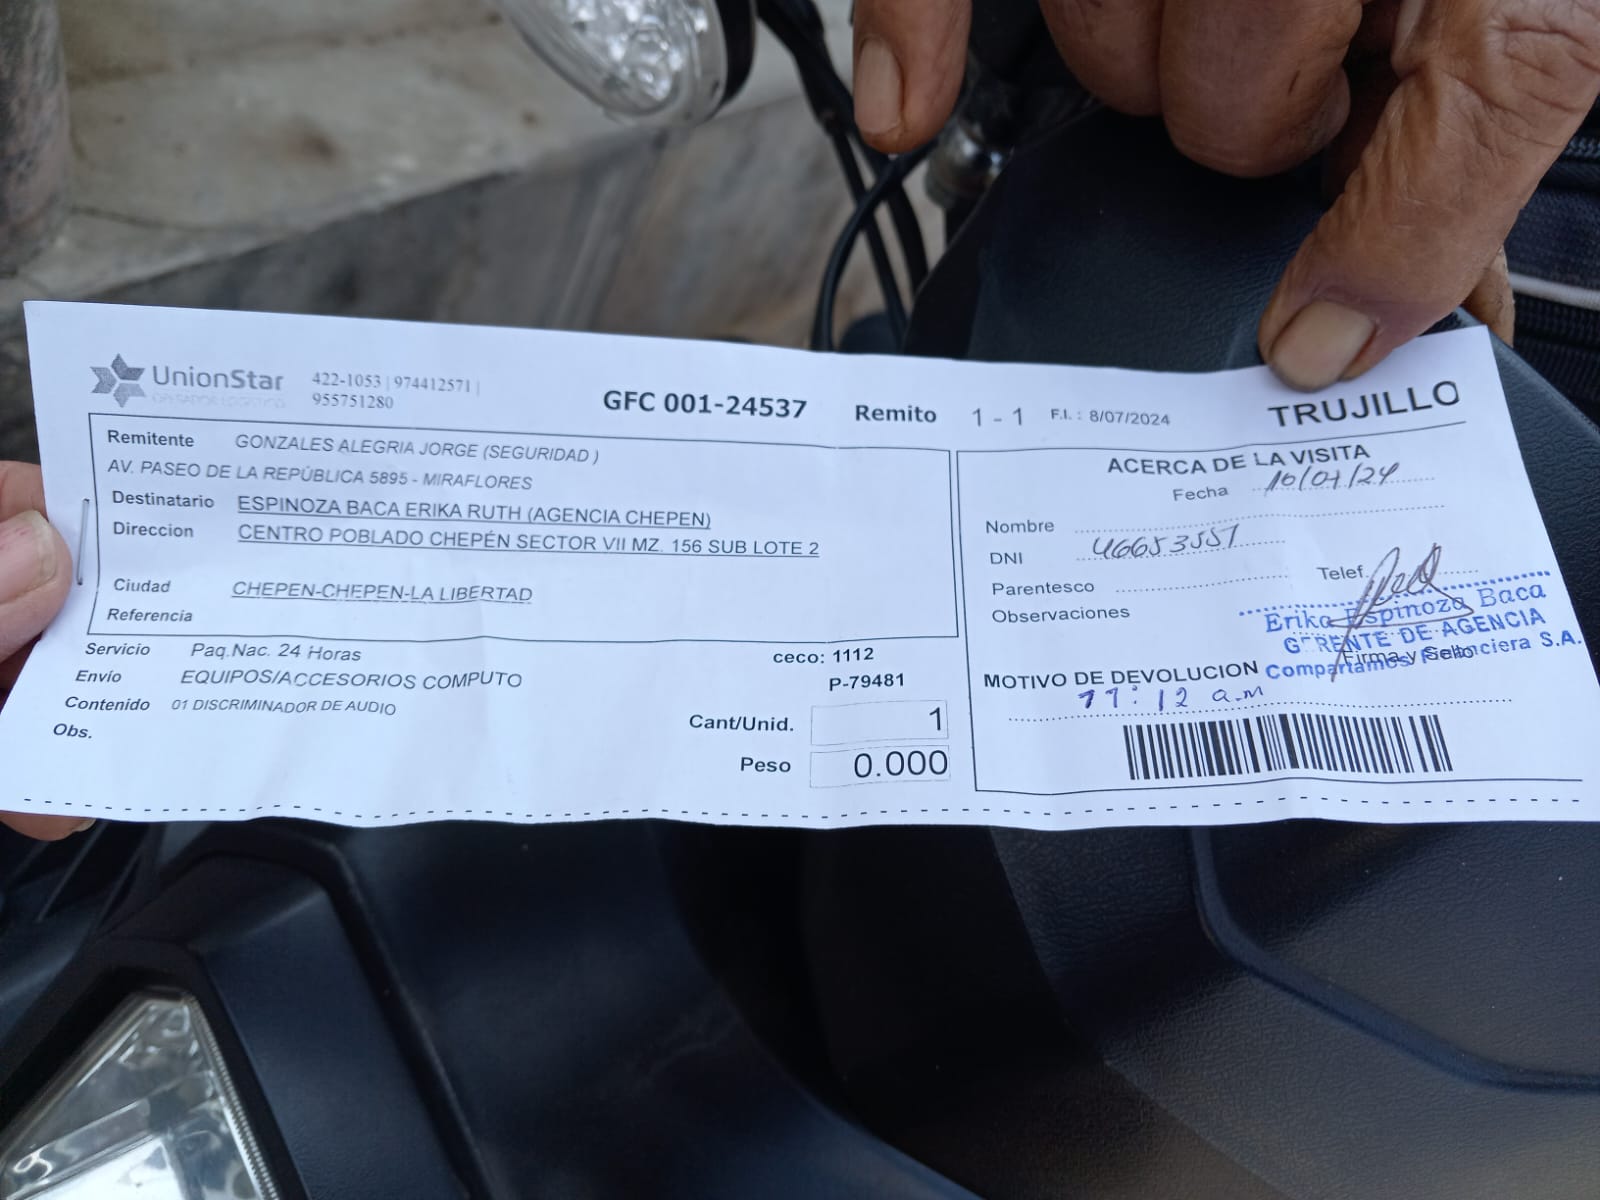 UnionStar
OPERADOR LOGISTICO
422-1053 | 974412571 |
955751280
GFC 001-24537
Remito 1 - 1
F.I. : 8/07/2024
TRUJILLO
Remitente GONZALES ALEGRIA JORGE (SEGURIDAD )
AV. PASEO DE LA REPÚBLICA 5895 - MIRAFLORES
Destinatario ESPINOZA BACA ERIKA RUTH (AGENCIA CHEPEN)
Direccion CENTRO POBLADO CHEPÉN SECTOR VII MZ. 156 SUB LOTE 2
Ciudad CHEPEN-CHEPEN-LA LIBERTAD
Referencia
Servicio Paq.Nac. 24 Horas
ceco: 1112
Envío EQUIPOS/ACCESORIOS COMPUTO
P-79481
Contenido 01 DISCRIMINADOR DE AUDIO
Obs.
Cant/Unid. 1
Peso 0.000
ACERCA DE LA VISITA
Fecha 10/07/24
Nombre
DNI 46653557
Parentesco
Telef.
Observaciones
Erika Espinoza Baca
GERENTE DE AGENCIA
Compartamos Financiera S.A.
Firma y Sello
MOTIVO DE DEVOLUCION
11:12 a.m